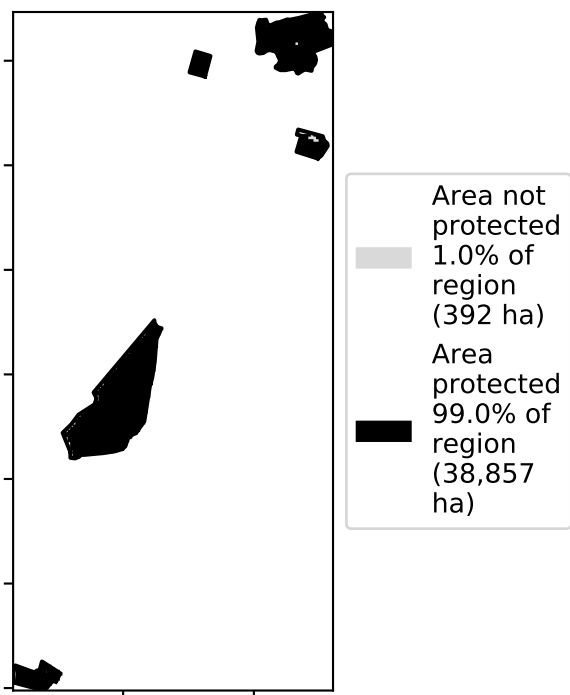 Area not
protected
1.0% of
region
(392 ha)
Area
protected
99.0% of
region
(38,857
ha)